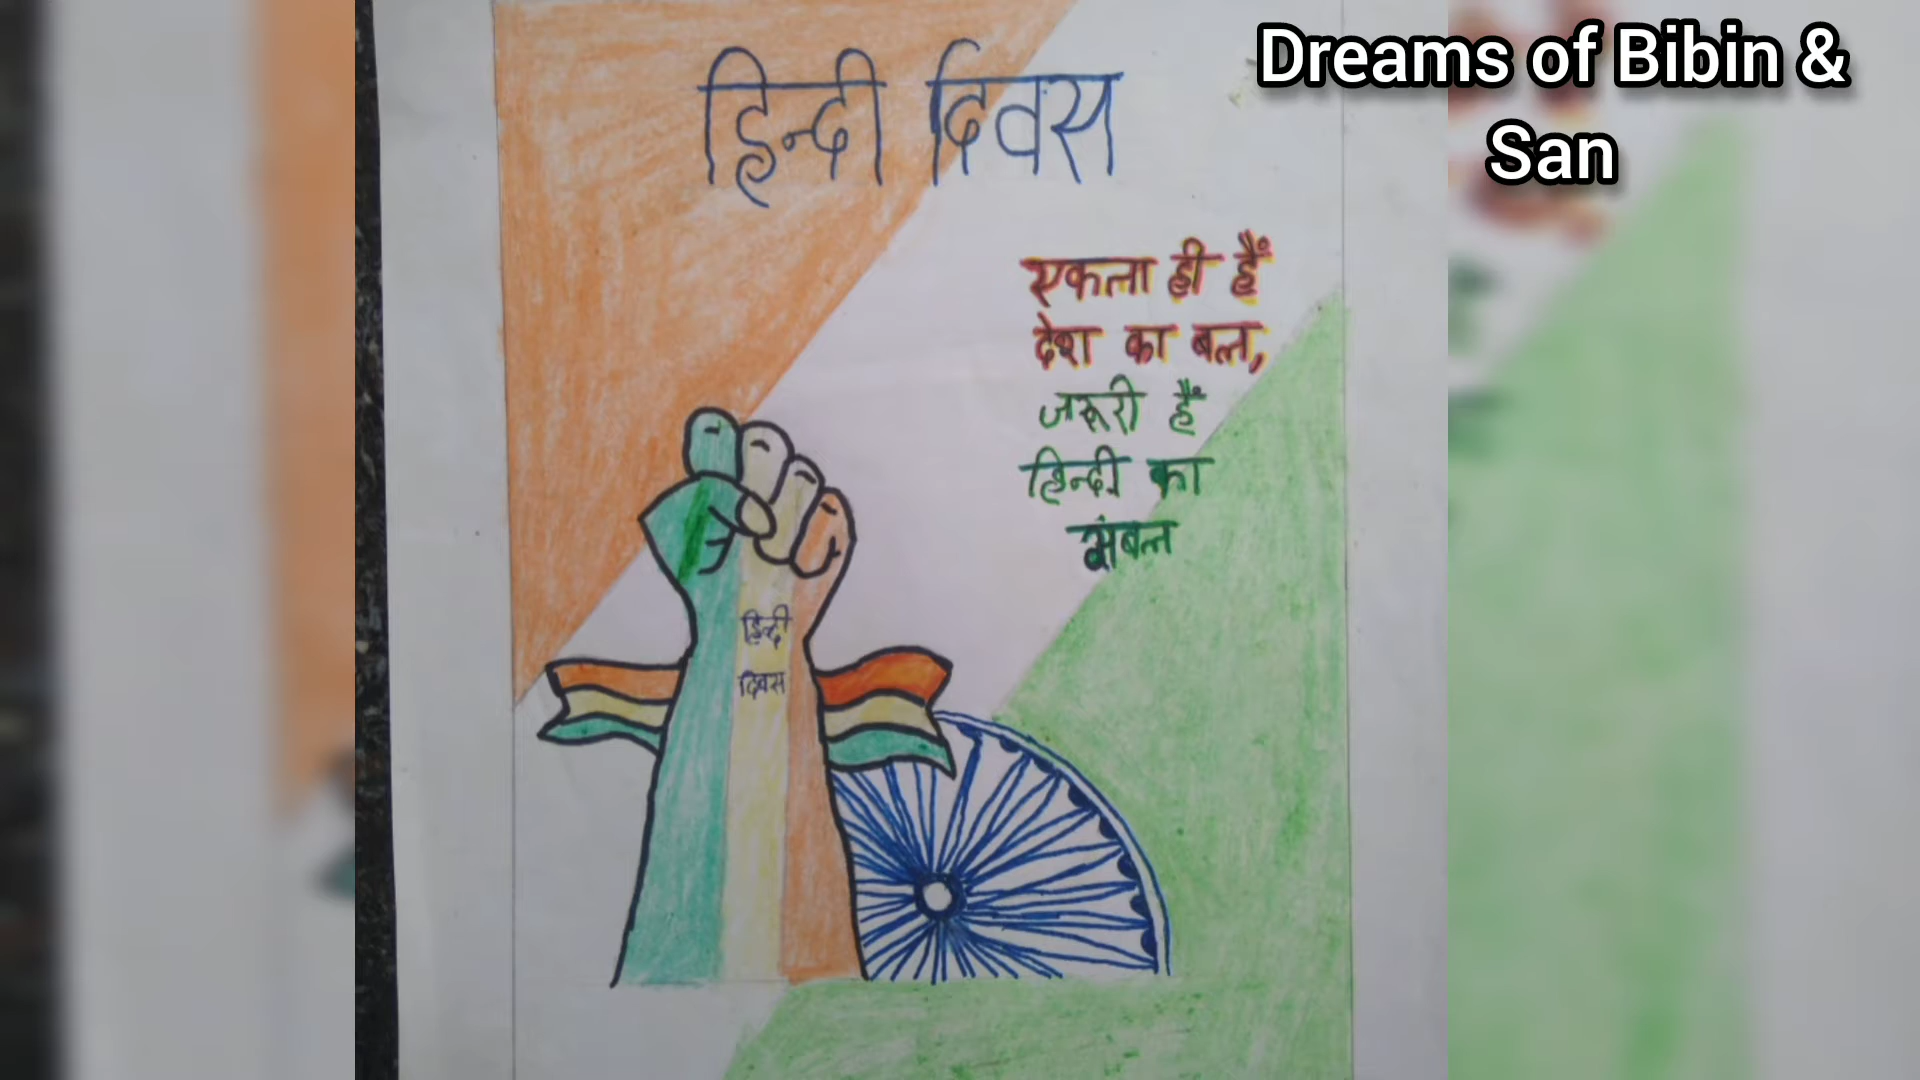 Dreams of Bibin &
San
हिन्दी दिवस
एकता ही हैं
देश का बल,
जरूरी हैं
हिन्दी का
संबल
हिन्दी
दिवस